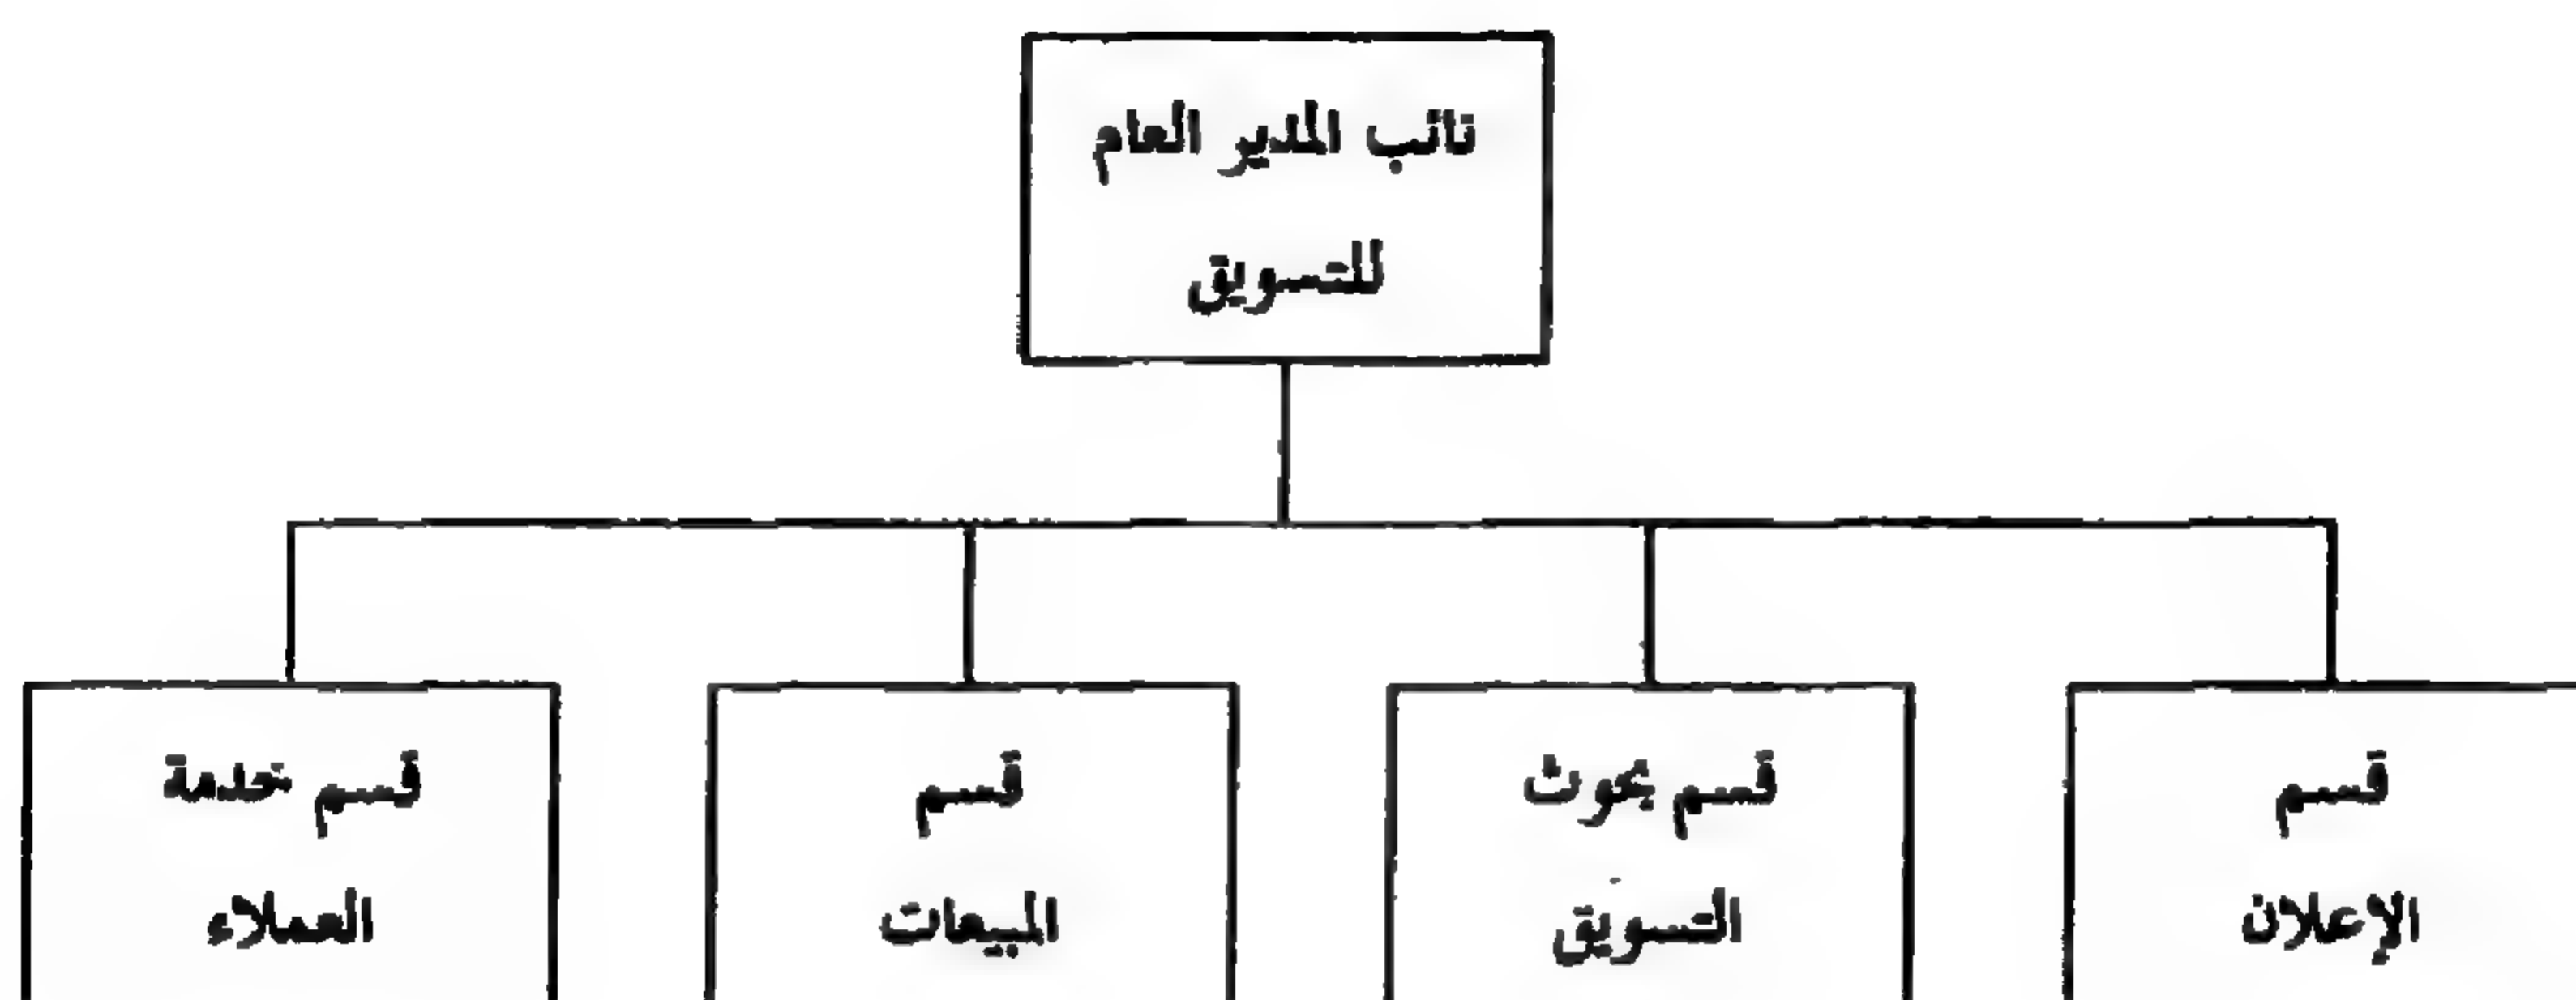 نائب المدير العام
للتسويق
قسم
الإعلان
قسم بحوث
التسويق
قسم
المبيعات
قسم خدمة
العملاء